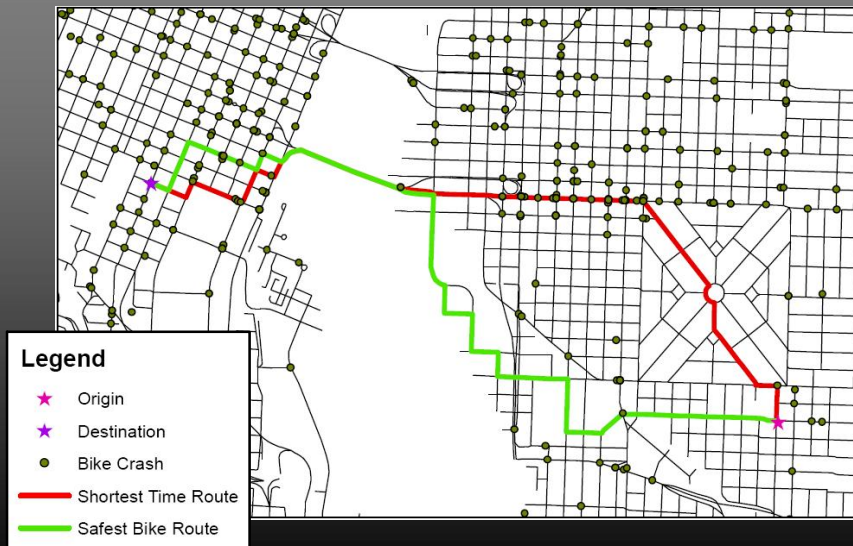 Legend
Origin
Destination
Bike Crash
Shortest Time Route
Safest Bike Route